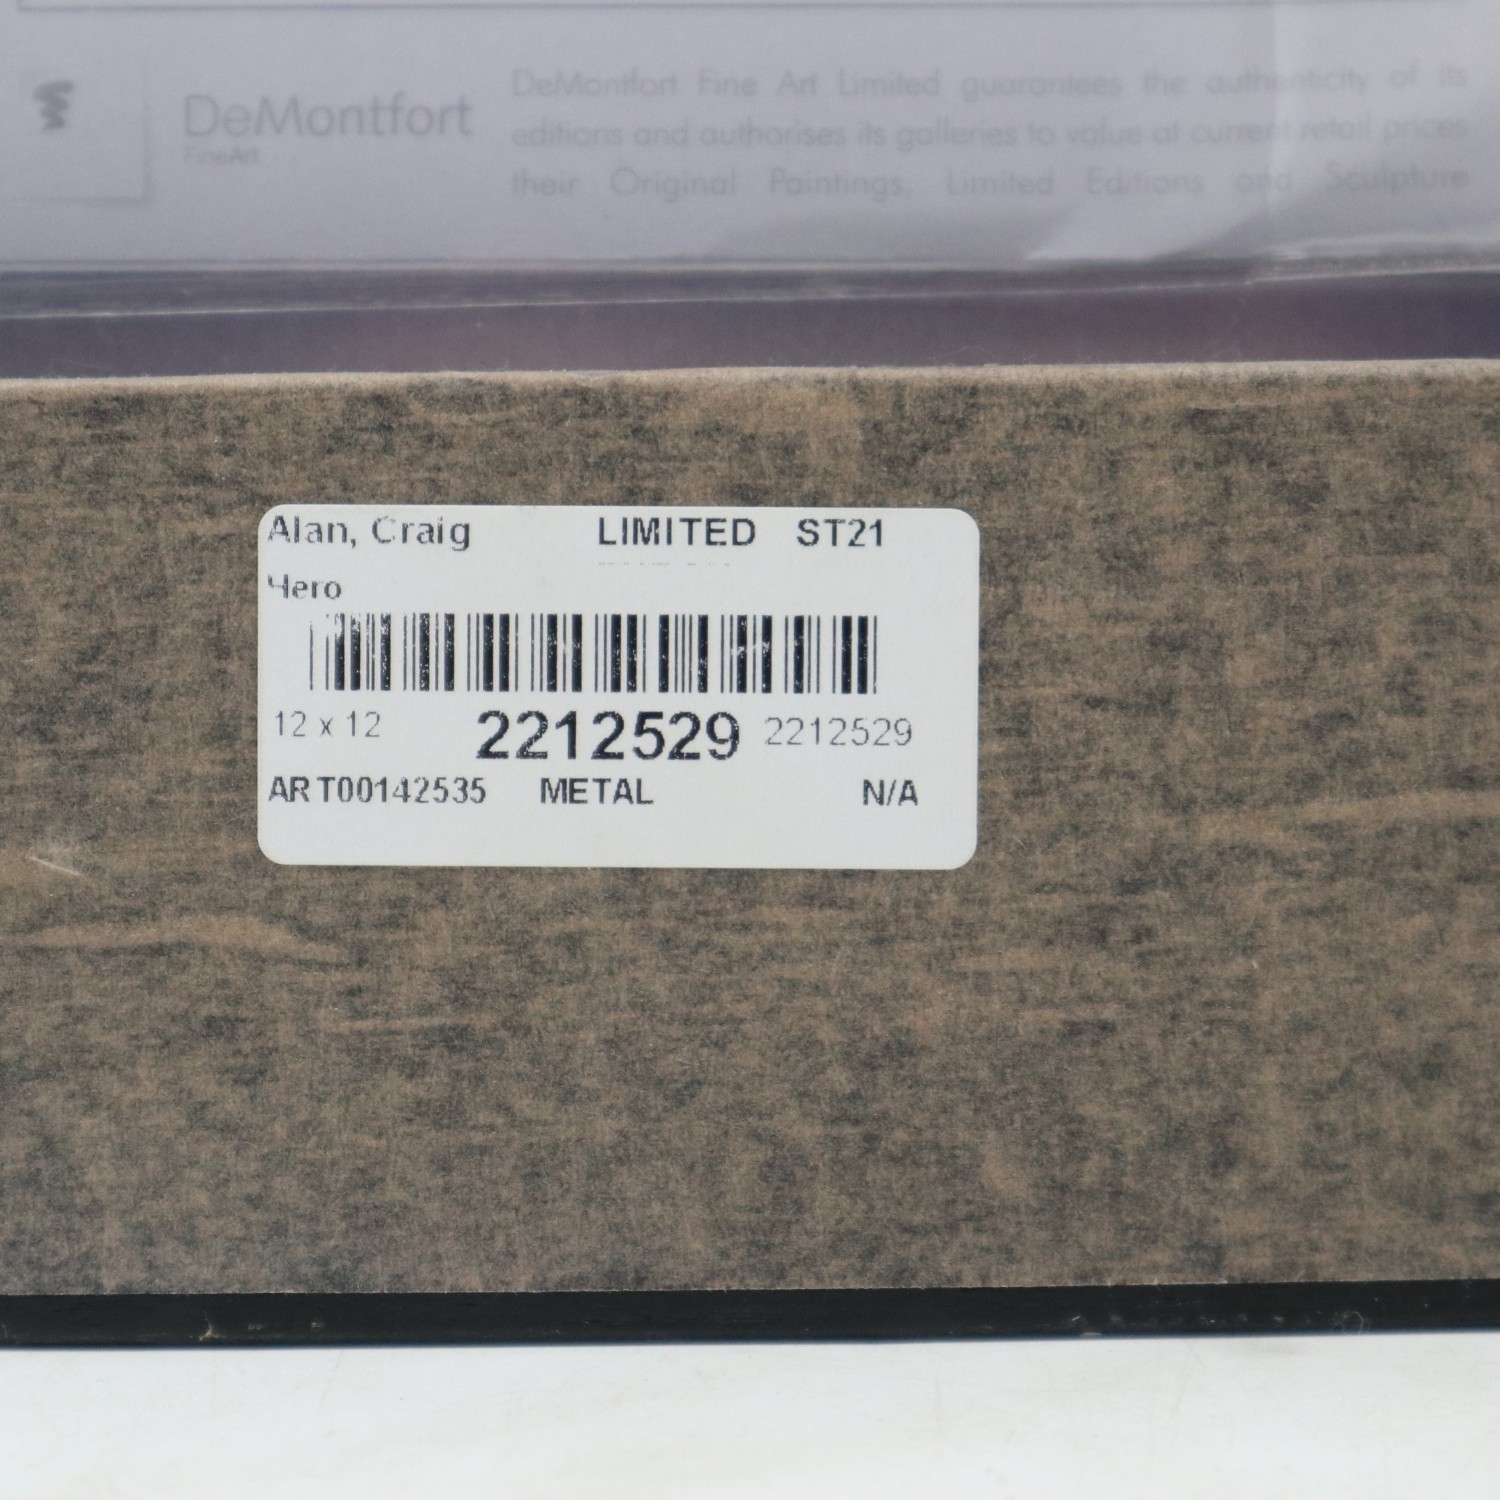 DeMontfort
FineArt
DeMontfort Fine Art Limited guarantees the authenticity of its
editions and authorises its galleries to value at current retail prices
their Original Paintings, Limited Editions and Sculpture
Alan, Craig LIMITED ST21
Hero
12 x 12 2212529 2212529
ART00142535 METAL N/A